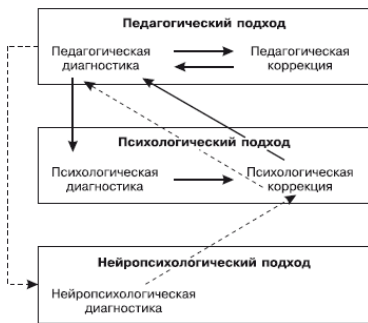 Педагогический подход
Педагогическая Педагогическая
диагностика коррекция
Психологический подход
Психологическая Психологическая
диагностика коррекция
Нейропсихологический подход
Нейропсихологическая
диагностика